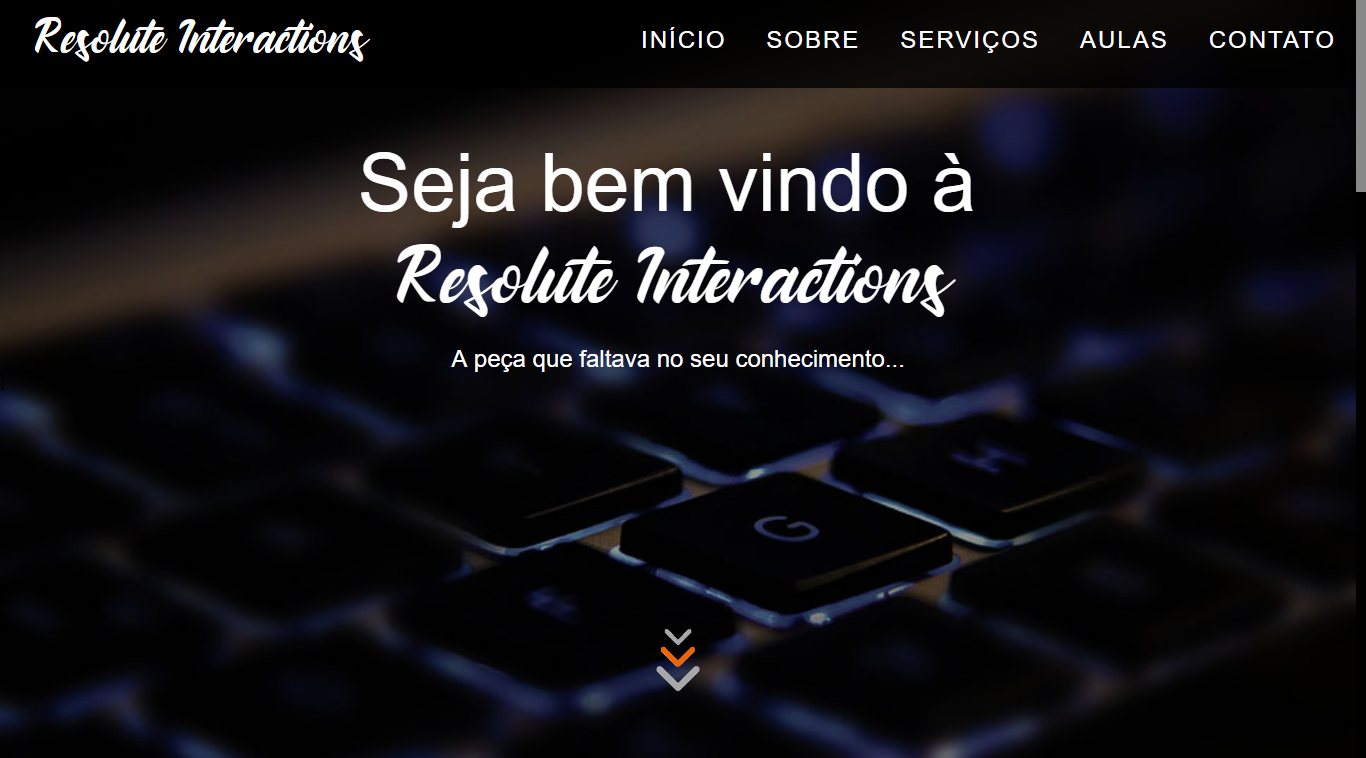 Resolute Interactions
INÍCIO SOBRE SERVIÇOS AULAS CONTATO
Seja bem vindo à
Resolute Interactions
A peça que faltava no seu conhecimento...
H
G